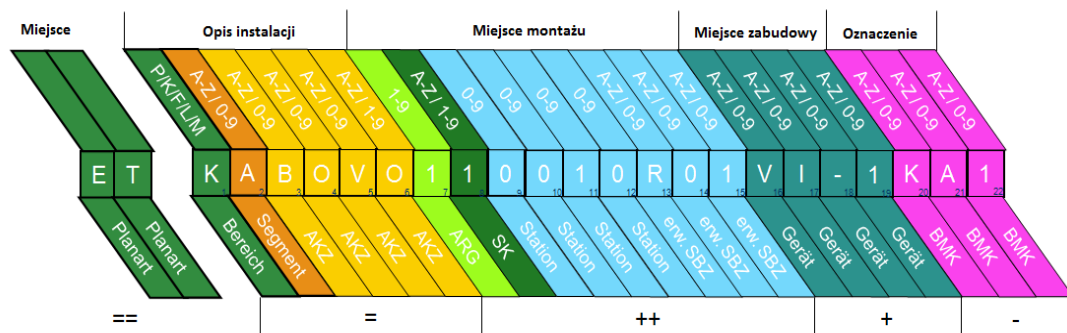 Miejsce
Opis instalacji
Miejsce montażu
Miejsce zabudowy
Oznaczenie
P/K/F/L/M
A-Z / 0-9
A-Z / 0-9
A-Z / 0-9
A-Z / 0-9
A-Z / 1-9
1-9
A-Z / 1-9
0-9
0-9
0-9
0-9
A-Z / 0-9
A-Z / 0-9
A-Z / 0-9
A-Z / 0-9
A-Z / 0-9
A-Z / 0-9
A-Z / 0-9
A-Z / 0-9
A-Z / 0-9
A-Z / 0-9
E T K A B O V O 1 1 0 0 1 0 R 0 1 V I - 1 K A 1
1 2 3 4 5 6 7 8 9 10 11 12 13 14 15 16 17 18 19 20 21 22
Planart
Planart
Bereich
Segment
AKZ
AKZ
AKZ
AKZ
ARG
SK
Station
Station
Station
Station
erw. SBZ
erw. SBZ
erw. SBZ
Gerät
Gerät
Gerät
Gerät
BMK
BMK
BMK
== = ++ + -